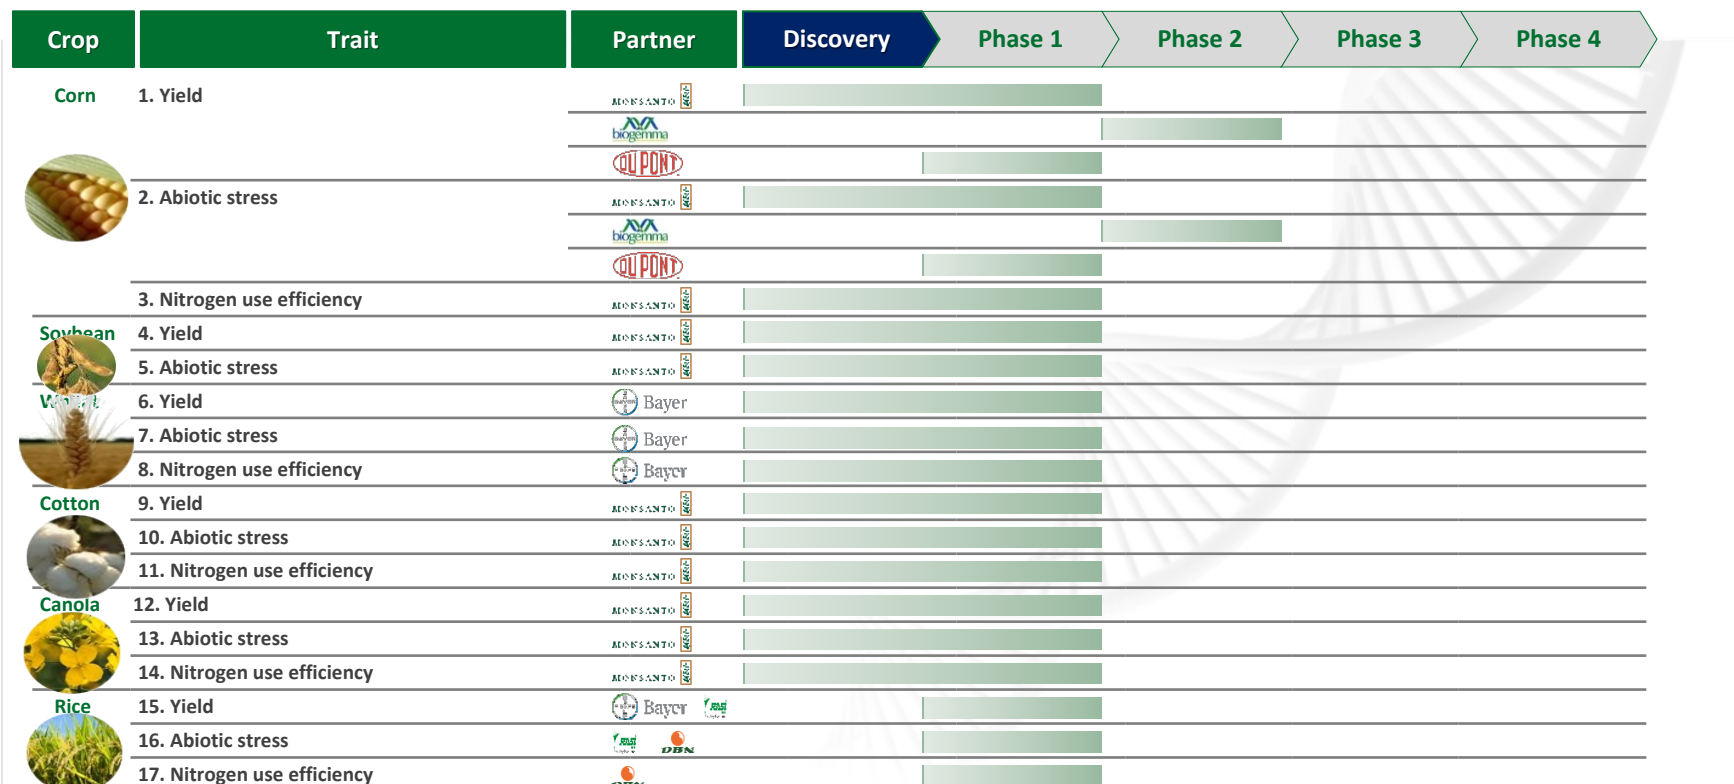 Crop Trait Partner Discovery Phase 1 Phase 2 Phase 3 Phase 4
Corn 1. Yield MONSANTO
biogemma
DUPONT
2. Abiotic stress MONSANTO
biogemma
DUPONT
3. Nitrogen use efficiency MONSANTO
Soybean 4. Yield MONSANTO
5. Abiotic stress MONSANTO
6. Yield Bayer
7. Abiotic stress Bayer
8. Nitrogen use efficiency Bayer
Cotton 9. Yield MONSANTO
10. Abiotic stress MONSANTO
11. Nitrogen use efficiency MONSANTO
Canola 12. Yield MONSANTO
13. Abiotic stress MONSANTO
14. Nitrogen use efficiency MONSANTO
Rice 15. Yield Bayer
16. Abiotic stress DBN
17. Nitrogen use efficiency